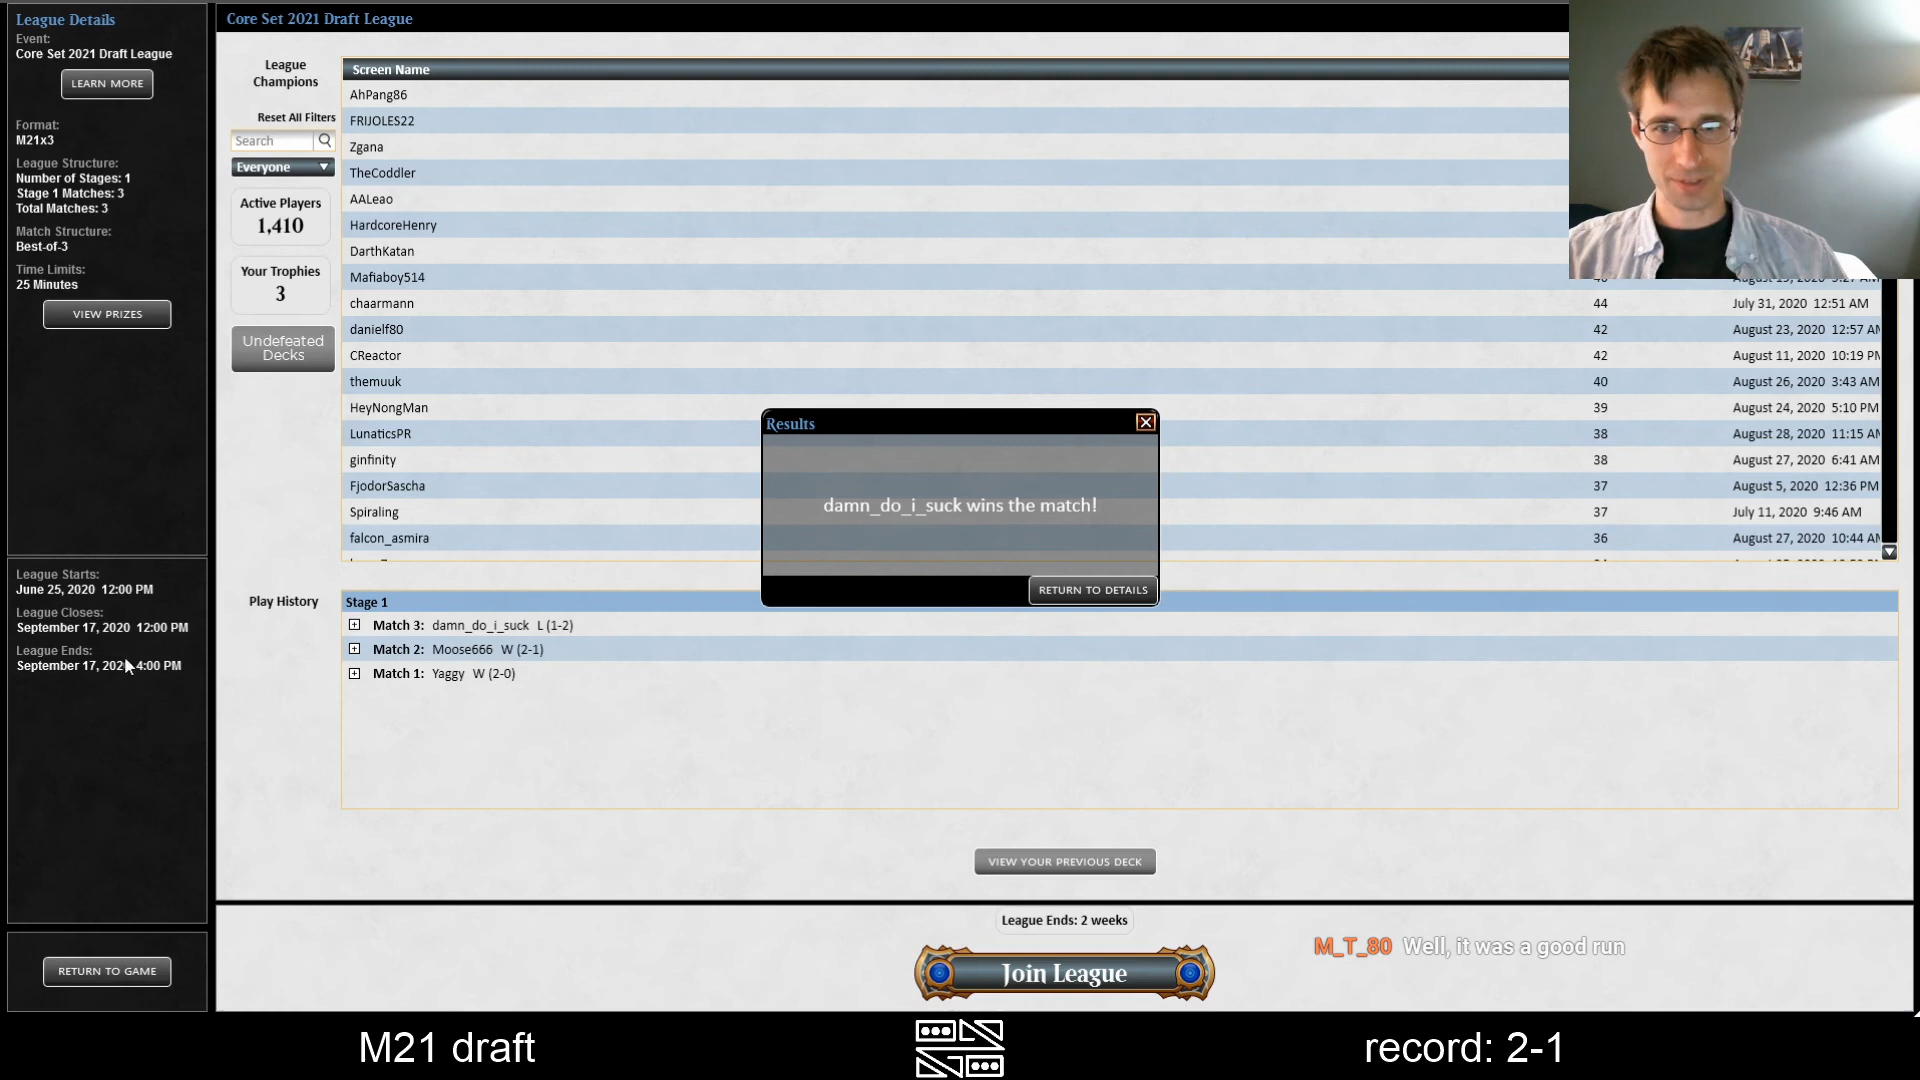 League Details
Event:
Core Set 2021 Draft League
LEARN MORE
Format:
M21x3
League Structure:
Number of Stages: 1
Stage 1 Matches: 3
Total Matches: 3
Match Structure:
Best-of-3
Time Limits:
25 Minutes
VIEW PRIZES
League Starts:
June 25, 2020 12:00 PM
League Closes:
September 17, 2020 12:00 PM
League Ends:
September 17, 2020 4:00 PM
RETURN TO GAME
Core Set 2021 Draft League
League
Champions
Reset All Filters
Search
Everyone
Active Players
1,410
Your Trophies
3
Undefeated
Decks
Screen Name
AhPang86
FRIJOLES22
Zgana
TheCoddler
AALeao
HardcoreHenry
DarthKatan
Mafiaboy514
chaarmann 44 July 31, 2020 12:51 AM
danielf80 42 August 23, 2020 12:57 AM
CReactor 42 August 11, 2020 10:19 PM
themuuk 40 August 26, 2020 3:43 AM
HeyNongMan 39 August 24, 2020 5:10 PM
LunaticsPR 38 August 28, 2020 11:15 AM
ginfinity 38 August 27, 2020 6:41 AM
FjodorSascha 37 August 5, 2020 12:36 PM
Spiraling 37 July 11, 2020 9:46 AM
falcon_asmira 36 August 27, 2020 10:44 AM
Results
damn_do_i_suck wins the match!
RETURN TO DETAILS
Play History
Stage 1
Match 3: damn_do_i_suck L (1-2)
Match 2: Moose666 W (2-1)
Match 1: Yaggy W (2-0)
VIEW YOUR PREVIOUS DECK
League Ends: 2 weeks
Join League
M_T_80 Well, it was a good run
M21 draft
record: 2-1